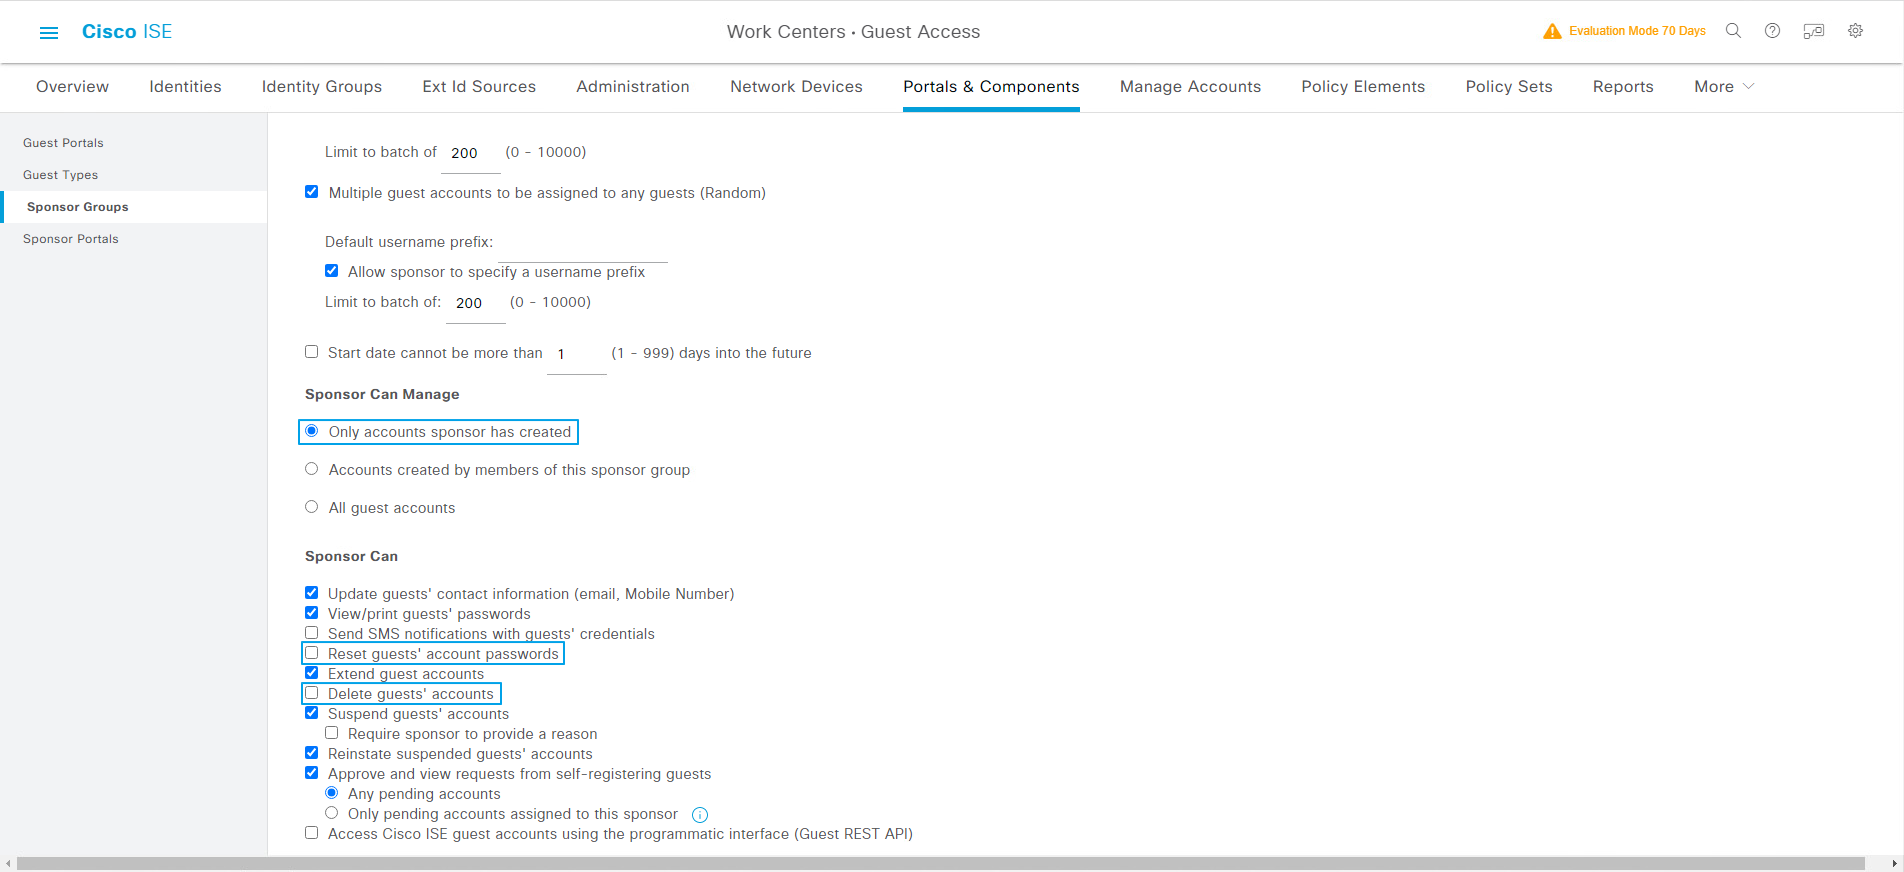 Cisco ISE
Work Centers · Guest Access
Evaluation Mode 70 Days
Overview
Identities
Identity Groups
Ext Id Sources
Administration
Network Devices
Portals & Components
Manage Accounts
Policy Elements
Policy Sets
Reports
More
Guest Portals
Guest Types
Sponsor Groups
Sponsor Portals
Limit to batch of 200 (0 - 10000)
Multiple guest accounts to be assigned to any guests (Random)
Default username prefix:
Allow sponsor to specify a username prefix
Limit to batch of: 200 (0 - 10000)
Start date cannot be more than 1 (1 - 999) days into the future
Sponsor Can Manage
Only accounts sponsor has created
Accounts created by members of this sponsor group
All guest accounts
Sponsor Can
Update guests' contact information (email, Mobile Number)
View/print guests' passwords
Send SMS notifications with guests' credentials
Reset guests' account passwords
Extend guest accounts
Delete guests' accounts
Suspend guests' accounts
Require sponsor to provide a reason
Reinstate suspended guests' accounts
Approve and view requests from self-registering guests
Any pending accounts
Only pending accounts assigned to this sponsor
Access Cisco ISE guest accounts using the programmatic interface (Guest REST API)